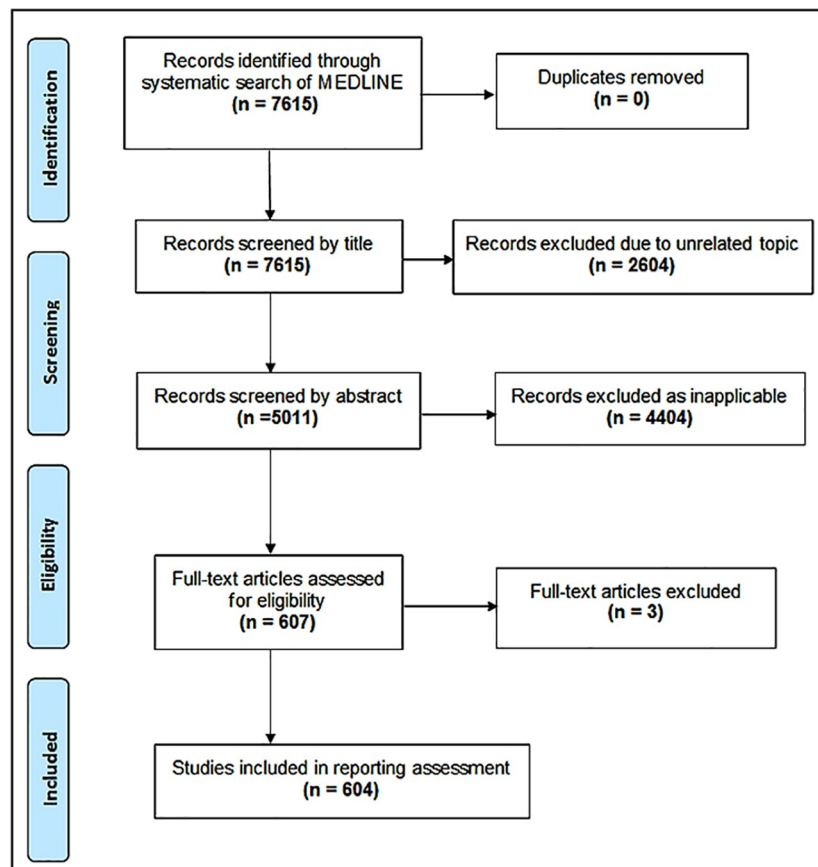 Identification
Records identified through
systematic search of MEDLINE
(n = 7615)
Duplicates removed
(n = 0)
Screening
Records screened by title
(n = 7615)
Records excluded due to unrelated topic
(n = 2604)
Records screened by abstract
(n =5011)
Records excluded as inapplicable
(n = 4404)
Eligibility
Full-text articles assessed
for eligibility
(n = 607)
Full-text articles excluded
(n = 3)
Included
Studies included in reporting assessment
(n = 604)